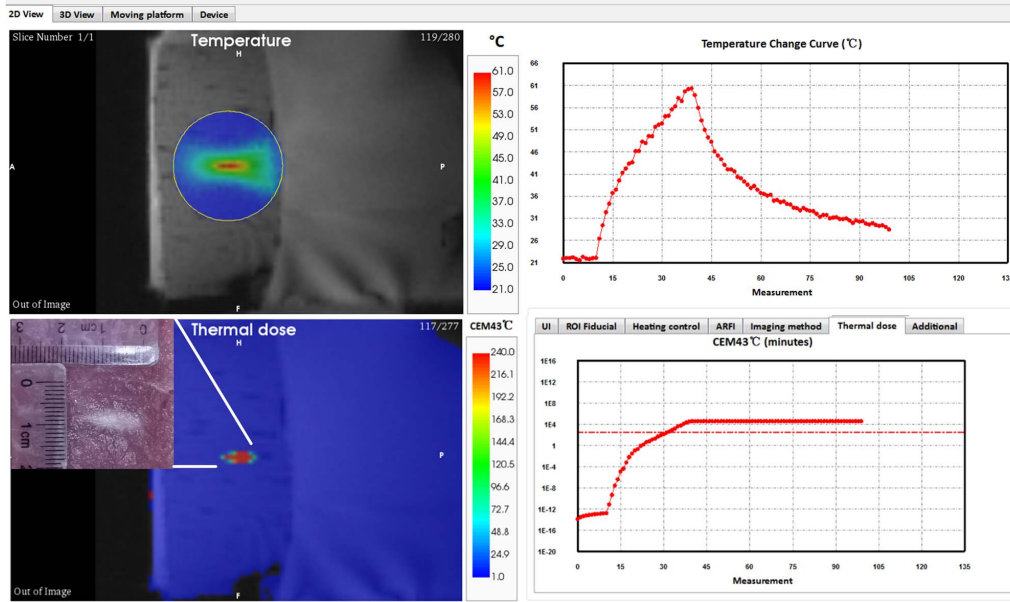 2D View 3D View Moving platform Device
Slice Number 1/1 Temperature 119/280
H
A
P
F
Out of Image
°C
61.0
57.0
53.0
49.0
45.0
41.0
37.0
33.0
29.0
25.0
21.0
Temperature Change Curve (℃)
66
61
56
51
46
41
36
31
26
21
0 15 30 45 60 75 90 105 120 13
Measurement
Thermal dose 117/277
H
P
F
Out of Image
3 2 1cm 0
0
1cm
CEM43℃
240.0
216.1
192.2
168.3
144.4
120.5
96.6
72.7
48.8
24.9
1.0
UI ROI Fiducial Heating control ARFI Imaging method Thermal dose Additional
CEM43℃ (minutes)
1E16
1E12
1E8
1E4
1
1E-4
1E-8
1E-12
1E-16
1E-20
0 15 30 45 60 75 90 105 120 135
Measurement